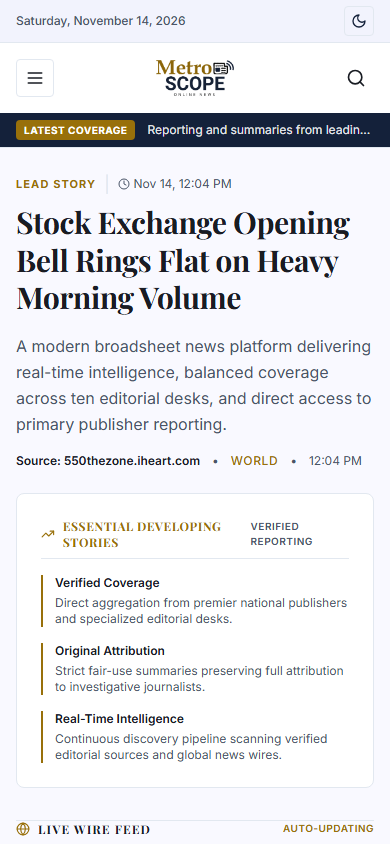 Saturday, November 14, 2026
Metro
SCOPE
ONLINE NEWS
LATEST COVERAGE Reporting and summaries from leadin...
LEAD STORY Nov 14, 12:04 PM
Stock Exchange Opening
Bell Rings Flat on Heavy
Morning Volume
A modern broadsheet news platform delivering
real-time intelligence, balanced coverage
across ten editorial desks, and direct access to
primary publisher reporting.
Source: 550thezone.iheart.com • WORLD • 12:04 PM
ESSENTIAL DEVELOPING
STORIES
VERIFIED
REPORTING
Verified Coverage
Direct aggregation from premier national publishers
and specialized editorial desks.
Original Attribution
Strict fair-use summaries preserving full attribution
to investigative journalists.
Real-Time Intelligence
Continuous discovery pipeline scanning verified
editorial sources and global news wires.
LIVE WIRE FEED AUTO-UPDATING